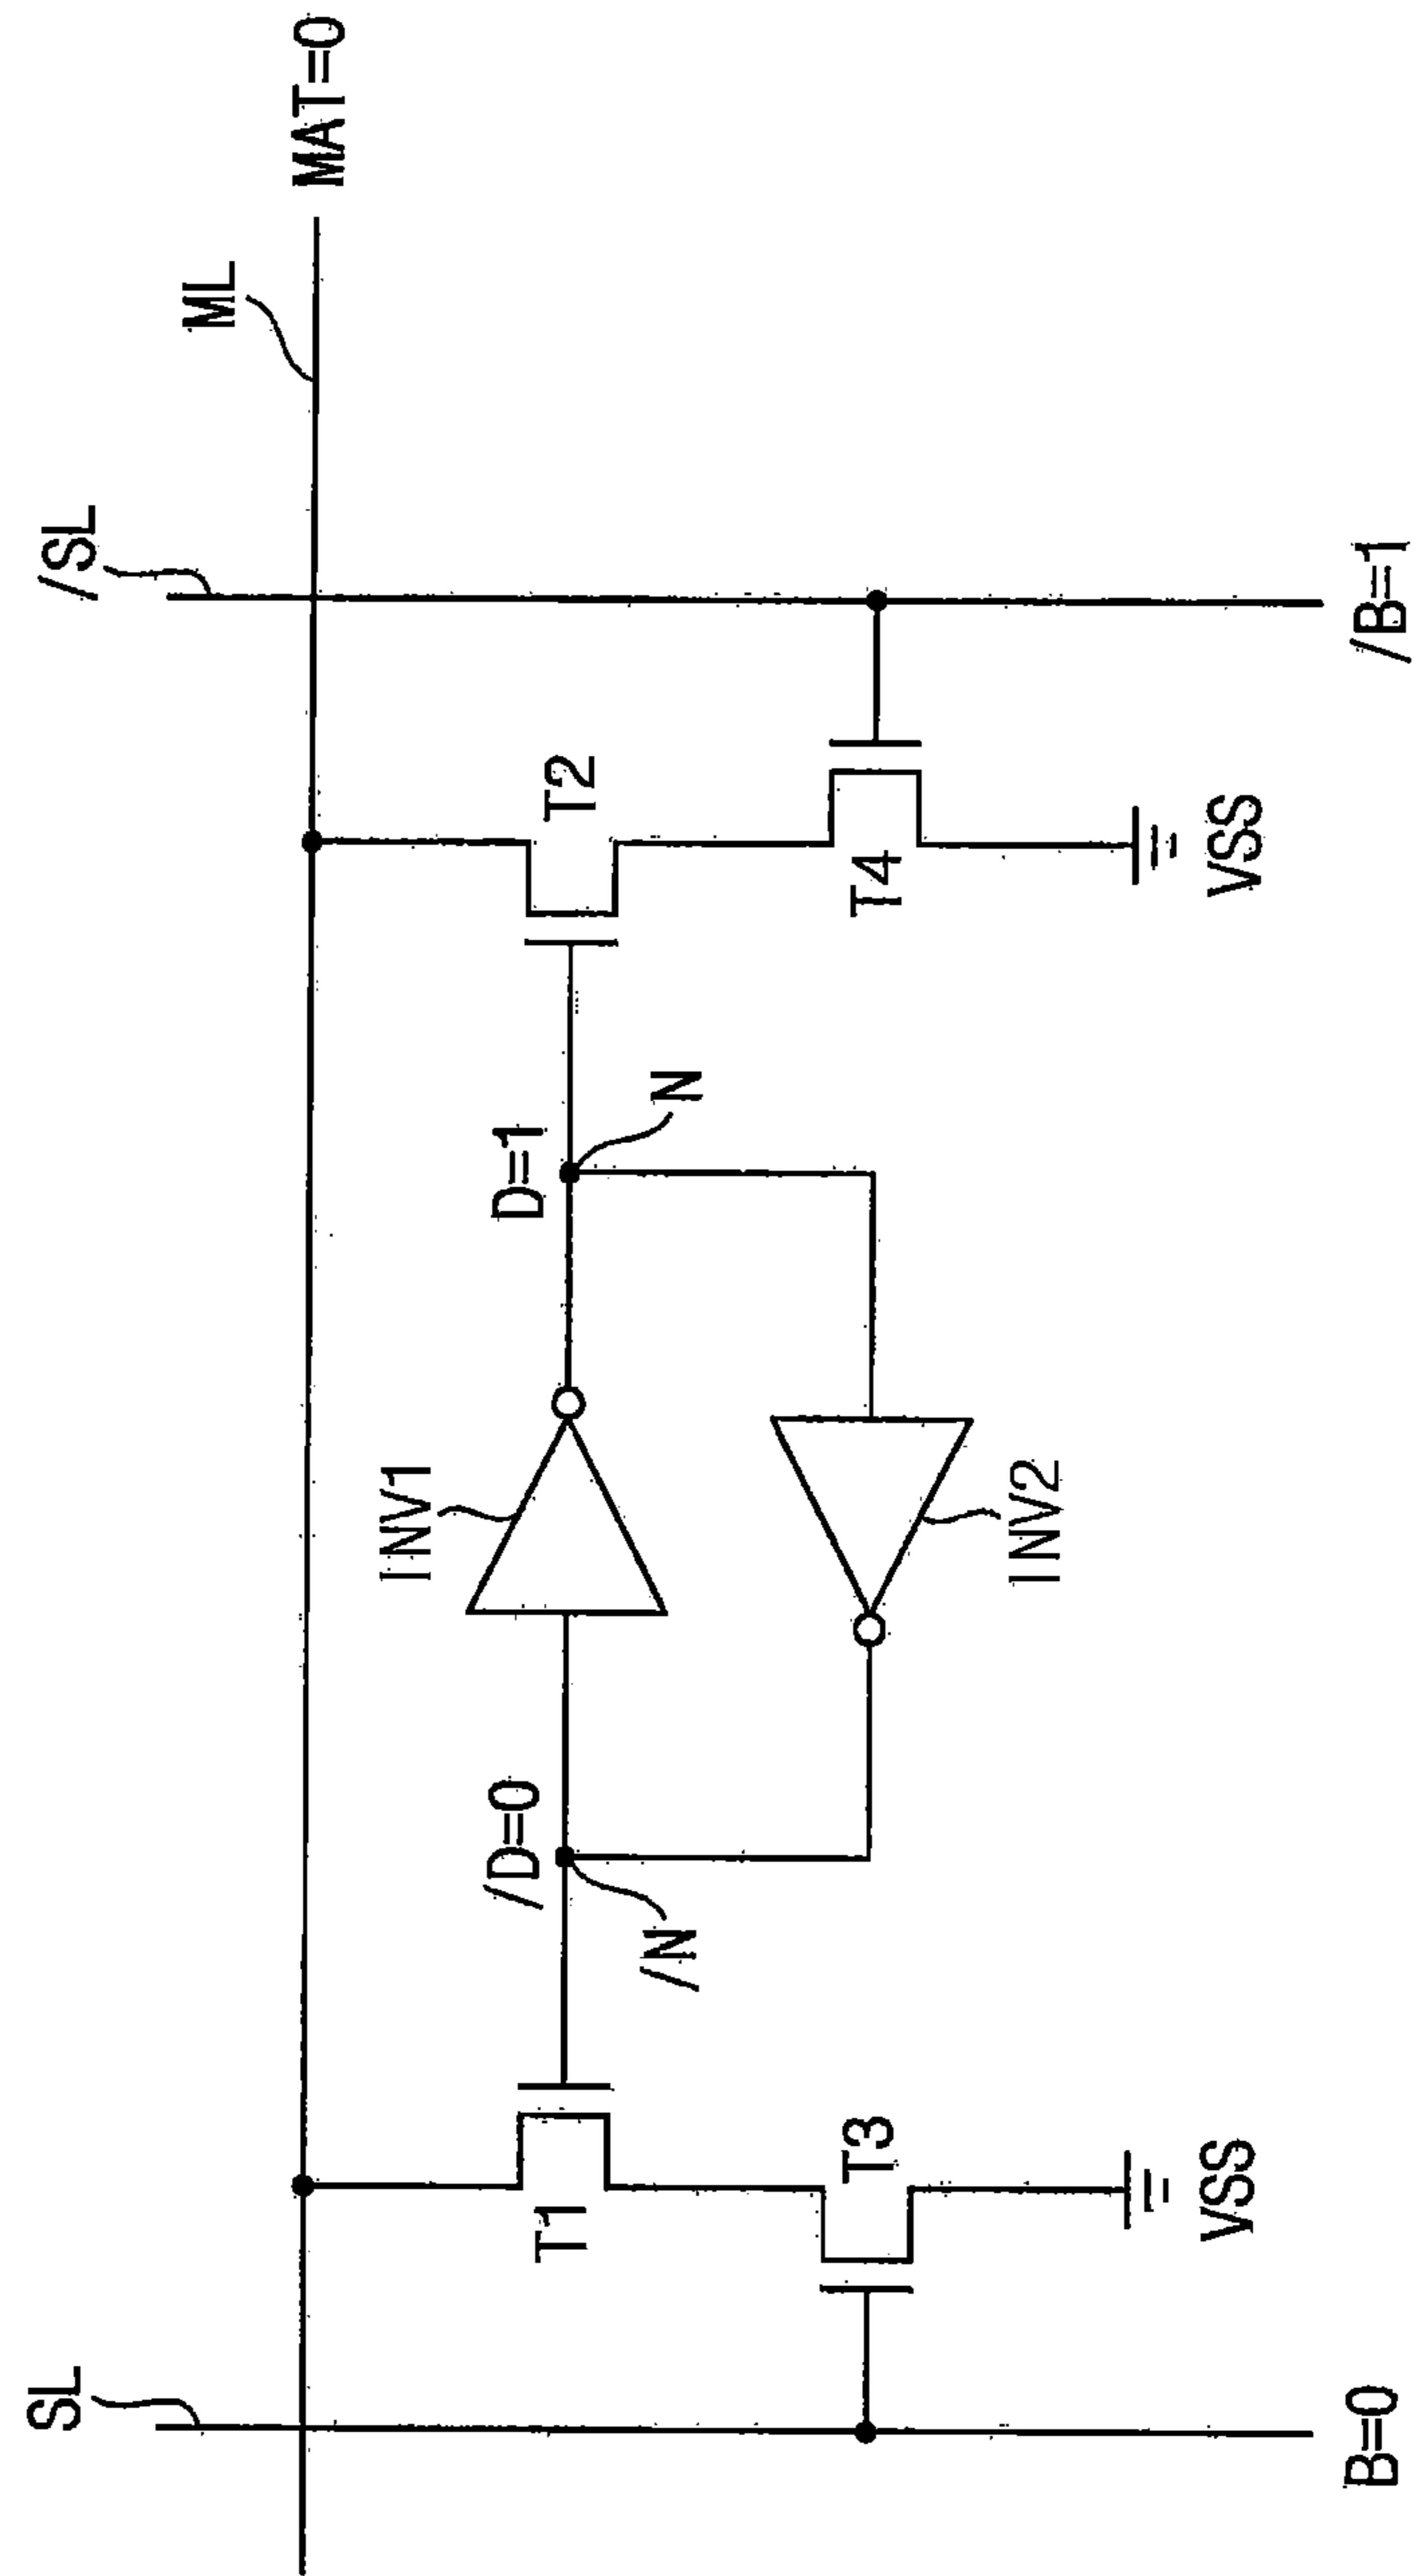 SL
/SL
ML
MAT=0
T1
/D=0
INV1
D=1
T2
/N
N
T3
INV2
T4
VSS
VSS
B=0
/B=1